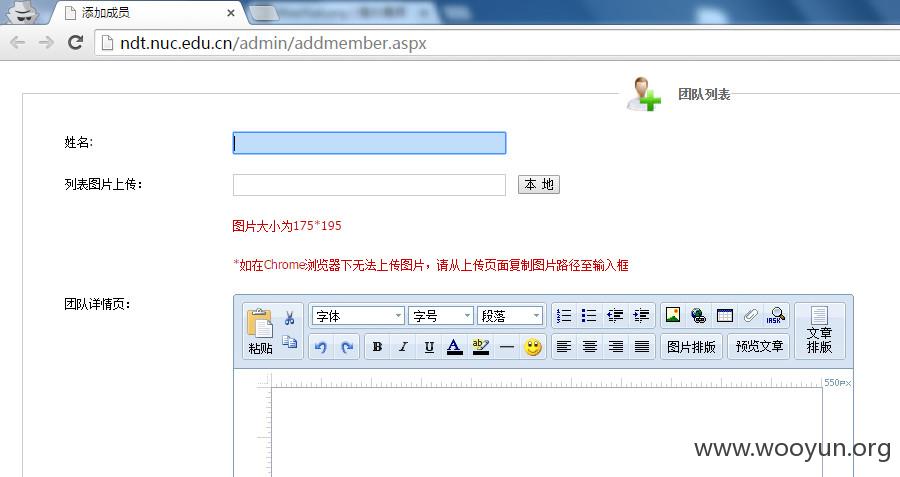 添加成员
ndt.nuc.edu.cn/admin/addmember.aspx
团队列表
姓名:
列表图片上传:
本 地
图片大小为175*195
*如在Chrome浏览器下无法上传图片，请从上传页面复制图片路径至输入框
团队详情页:
粘贴
字体
字号
段落
IASK
B I U A ab
图片排版
预览文章
文章
排版
550PX
www.wooyun.org